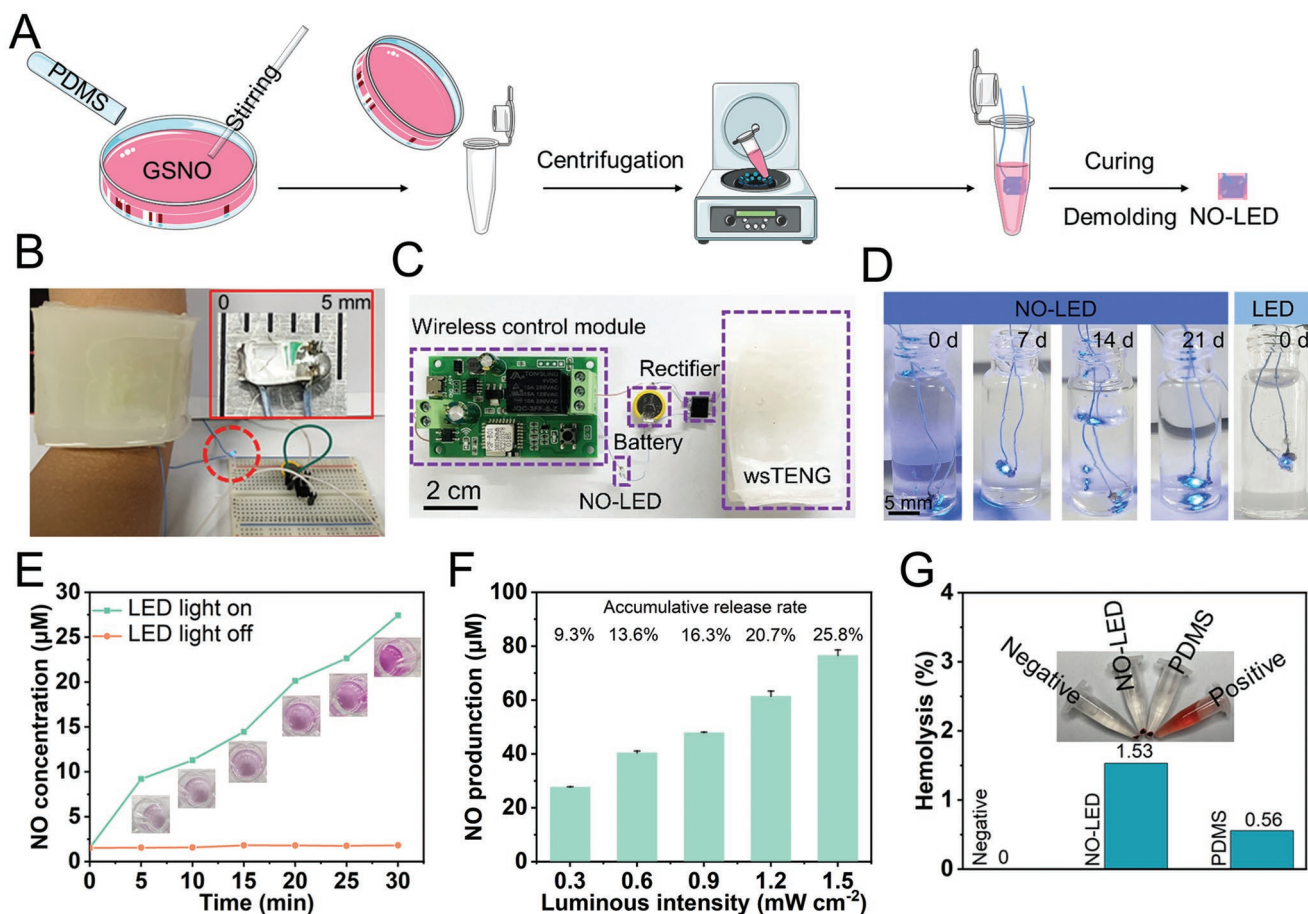 A
PDMS
Stirring
GSNO
Centrifugation
Curing
Demolding
NO-LED
B
0
5 mm
C
Wireless control module
Rectifier
Battery
NO-LED
wsTENG
2 cm
TONGLING
D
NO-LED
LED
0 d
7 d
14 d
21 d
0 d
5 mm
E
NO concentration (μM)
30
25
20
15
10
5
0
LED light on
LED light off
0 5 10 15 20 25 30
Time (min)
F
NO production (μM)
100
80
60
40
20
0
Accumulative release rate
9.3% 13.6% 16.3% 20.7% 25.8%
0.3 0.6 0.9 1.2 1.5
Luminous intensity (mW cm⁻²)
G
Hemolysis (%)
4
3
2
1
0
Negative
NO-LED
PDMS
Positive
Negative
0
NO-LED
1.53
PDMS
0.56